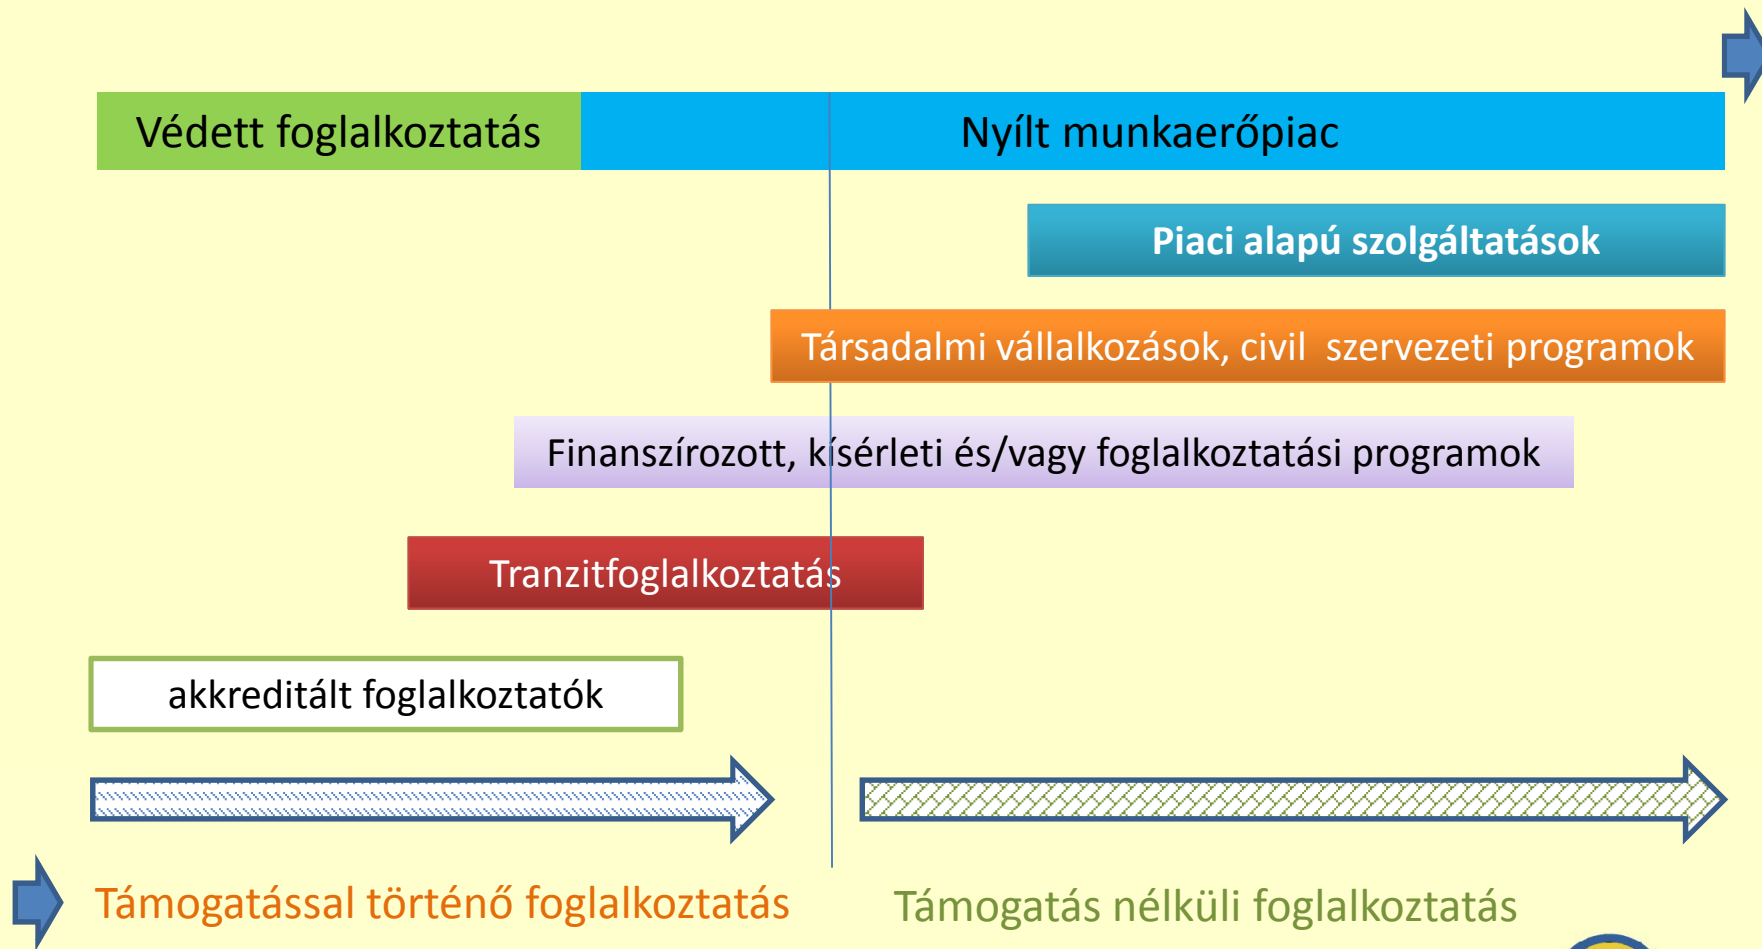 Védett foglalkoztatás
Nyílt munkaerőpiac
Piaci alapú szolgáltatások
Társadalmi vállalkozások, civil szervezeti programok
Finanszírozott, kísérleti és/vagy foglalkoztatási programok
Tranzitfoglalkoztatás
akkreditált foglalkoztatók
Támogatással történő foglalkoztatás
Támogatás nélküli foglalkoztatás